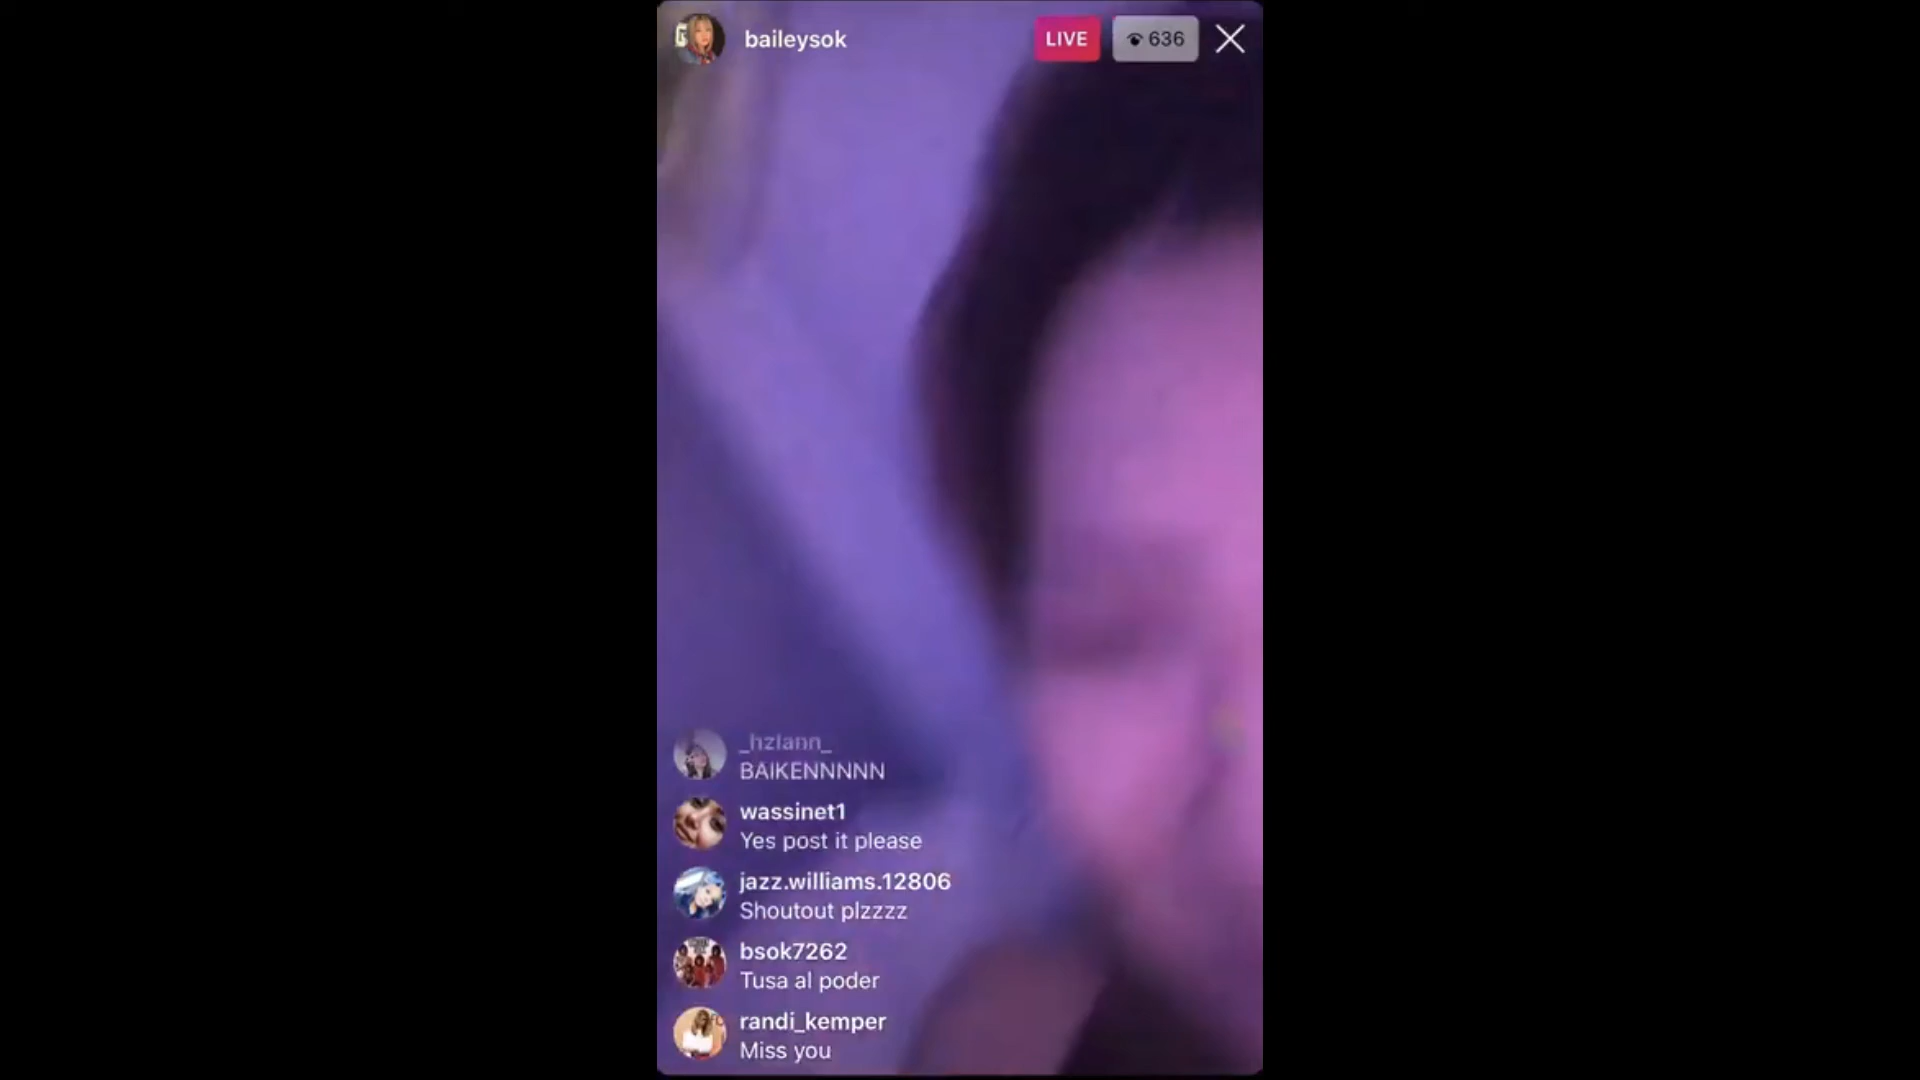 baileysok
LIVE
636
_hzlann_
BAIKENNNNN
wassinet1
Yes post it please
jazz.williams.12806
Shoutout plzzzz
bsok7262
Tusa al poder
randi_kemper
Miss you